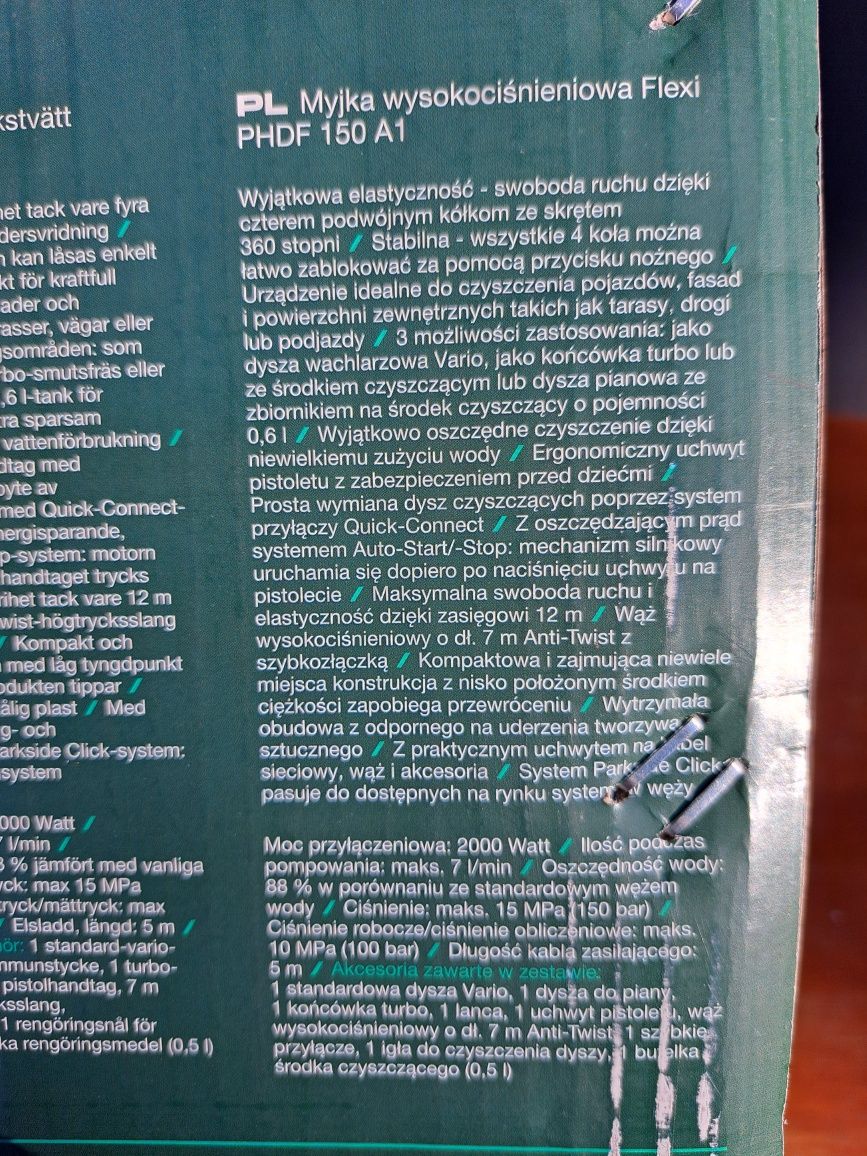 kstvätt
het tack vare fyra
dersvridning /
n kan låsas enkelt
kt för kraftfull
sader och
rasser, vägar eller
gsområden: som
rbo-smutsfräs eller
,6 l-tank för
tra sparsam
vattenförbrukning /
dtag med
byte av
med Quick-Connect-
nergisparande,
p-system: motorn
handtaget trycks
rihet tack vare 12 m
wist-högtrycksslang
/ Kompakt och
med låg tyngdpunkt
odukten tippar /
tålig plast / Med
g- och
arkside Click-system:
system
000 Watt /
7 l/min /
8 % jämfört med vanliga
yck: max 15 MPa
tryck/mättryck: max
/ Elsladd, längd: 5 m /
ör: 1 standard-vario-
mmunstycke, 1 turbo-
pistolhandtag, 7 m
ksslang,
1 rengöringsnål för
ka rengöringsmedel (0,5 l)
PL Myjka wysokociśnieniowa Flexi
PHDF 150 A1
Wyjątkowa elastyczność - swoboda ruchu dzięki
czterem podwójnym kółkom ze skrętem
360 stopni / Stabilna - wszystkie 4 koła można
łatwo zablokować za pomocą przycisku nożnego /
Urządzenie idealne do czyszczenia pojazdów, fasad
i powierzchni zewnętrznych takich jak tarasy, drogi
lub podjazdy / 3 możliwości zastosowania: jako
dysza wachlarzowa Vario, jako końcówka turbo lub
ze środkiem czyszczącym lub dysza pianowa ze
zbiornikiem na środek czyszczący o pojemności
0,6 l / Wyjątkowo oszczędne czyszczenie dzięki
niewielkiemu zużyciu wody / Ergonomiczny uchwyt
pistoletu z zabezpieczeniem przed dziećmi /
Prosta wymiana dysz czyszczących poprzez system
przyłączy Quick-Connect / Z oszczędzającym prąd
systemem Auto-Start/-Stop: mechanizm silnikowy
uruchamia się dopiero po naciśnięciu uchwytu na
pistolecie / Maksymalna swoboda ruchu i
elastyczność dzięki zasięgowi 12 m / Wąż
wysokociśnieniowy o dł. 7 m Anti-Twist z
szybkozłączką / Kompaktowa i zajmująca niewiele
miejsca konstrukcja z nisko położonym środkiem
ciężkości zapobiega przewróceniu / Wytrzymała
obudowa z odpornego na uderzenia tworzywa
sztucznego / Z praktycznym uchwytem na kabel
sieciowy, wąż i akcesoria / System Parkside Click
pasuje do dostępnych na rynku systemów węży
Moc przyłączeniowa: 2000 Watt / Ilość podczas
pompowania: maks. 7 l/min / Oszczędność wody:
88 % w porównaniu ze standardowym wężem
wody / Ciśnienie: maks. 15 MPa (150 bar) /
Ciśnienie robocze/ciśnienie obliczeniowe: maks.
10 MPa (100 bar) / Długość kabla zasilającego:
5 m / Akcesoria zawarte w zestawie:
1 standardowa dysza Vario, 1 dysza do piany,
1 końcówka turbo, 1 lanca, 1 uchwyt pistoletu, wąż
wysokociśnieniowy o dł. 7 m Anti-Twist, 1 szybkie
przyłącze, 1 igła do czyszczenia dyszy, 1 butelka
środka czyszczącego (0,5 l)